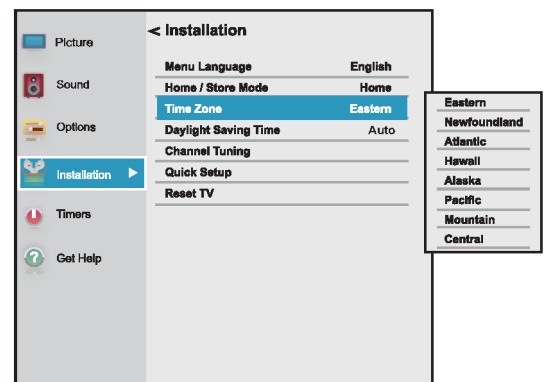 Picture
Sound
Options
Installation
Timers
Get Help
< Installation
Menu Language English
Home / Store Mode Home
Time Zone Eastern
Daylight Saving Time Auto
Channel Tuning
Quick Setup
Reset TV
Eastern
Newfoundland
Atlantic
Hawaii
Alaska
Pacific
Mountain
Central